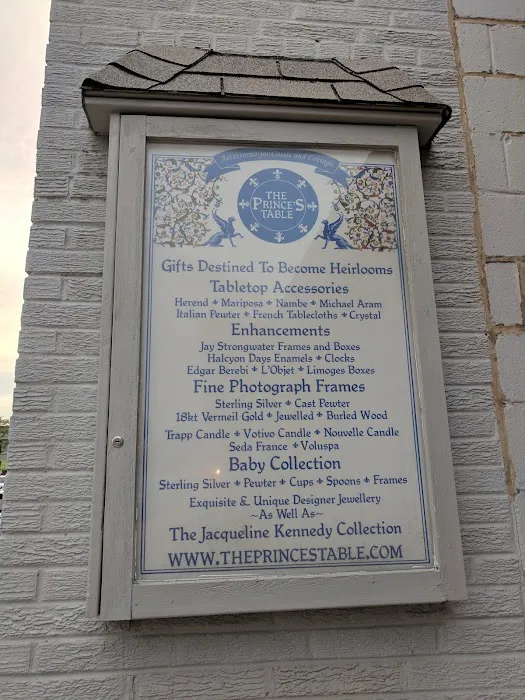 Accessories for Castle and Cottage
THE
PRINCE'S
TABLE
Gifts Destined To Become Heirlooms
Tabletop Accessories
Herend + Mariposa + Nambe + Michael Aram
Italian Pewter + French Tablecloths + Crystal
Enhancements
Jay Strongwater Frames and Boxes
Halcyon Days Enamels + Clocks
Edgar Berebi + L'Objet + Limoges Boxes
Fine Photograph Frames
Sterling Silver + Cast Pewter
18kt Vermeil Gold + Jewelled + Burled Wood
Trapp Candle + Votivo Candle + Nouvelle Candle
Seda France + Voluspa
Baby Collection
Sterling Silver + Pewter + Cups + Spoons + Frames
Exquisite & Unique Designer Jewellery
~As Well As~
The Jacqueline Kennedy Collection
WWW.THEPRINCESTABLE.COM